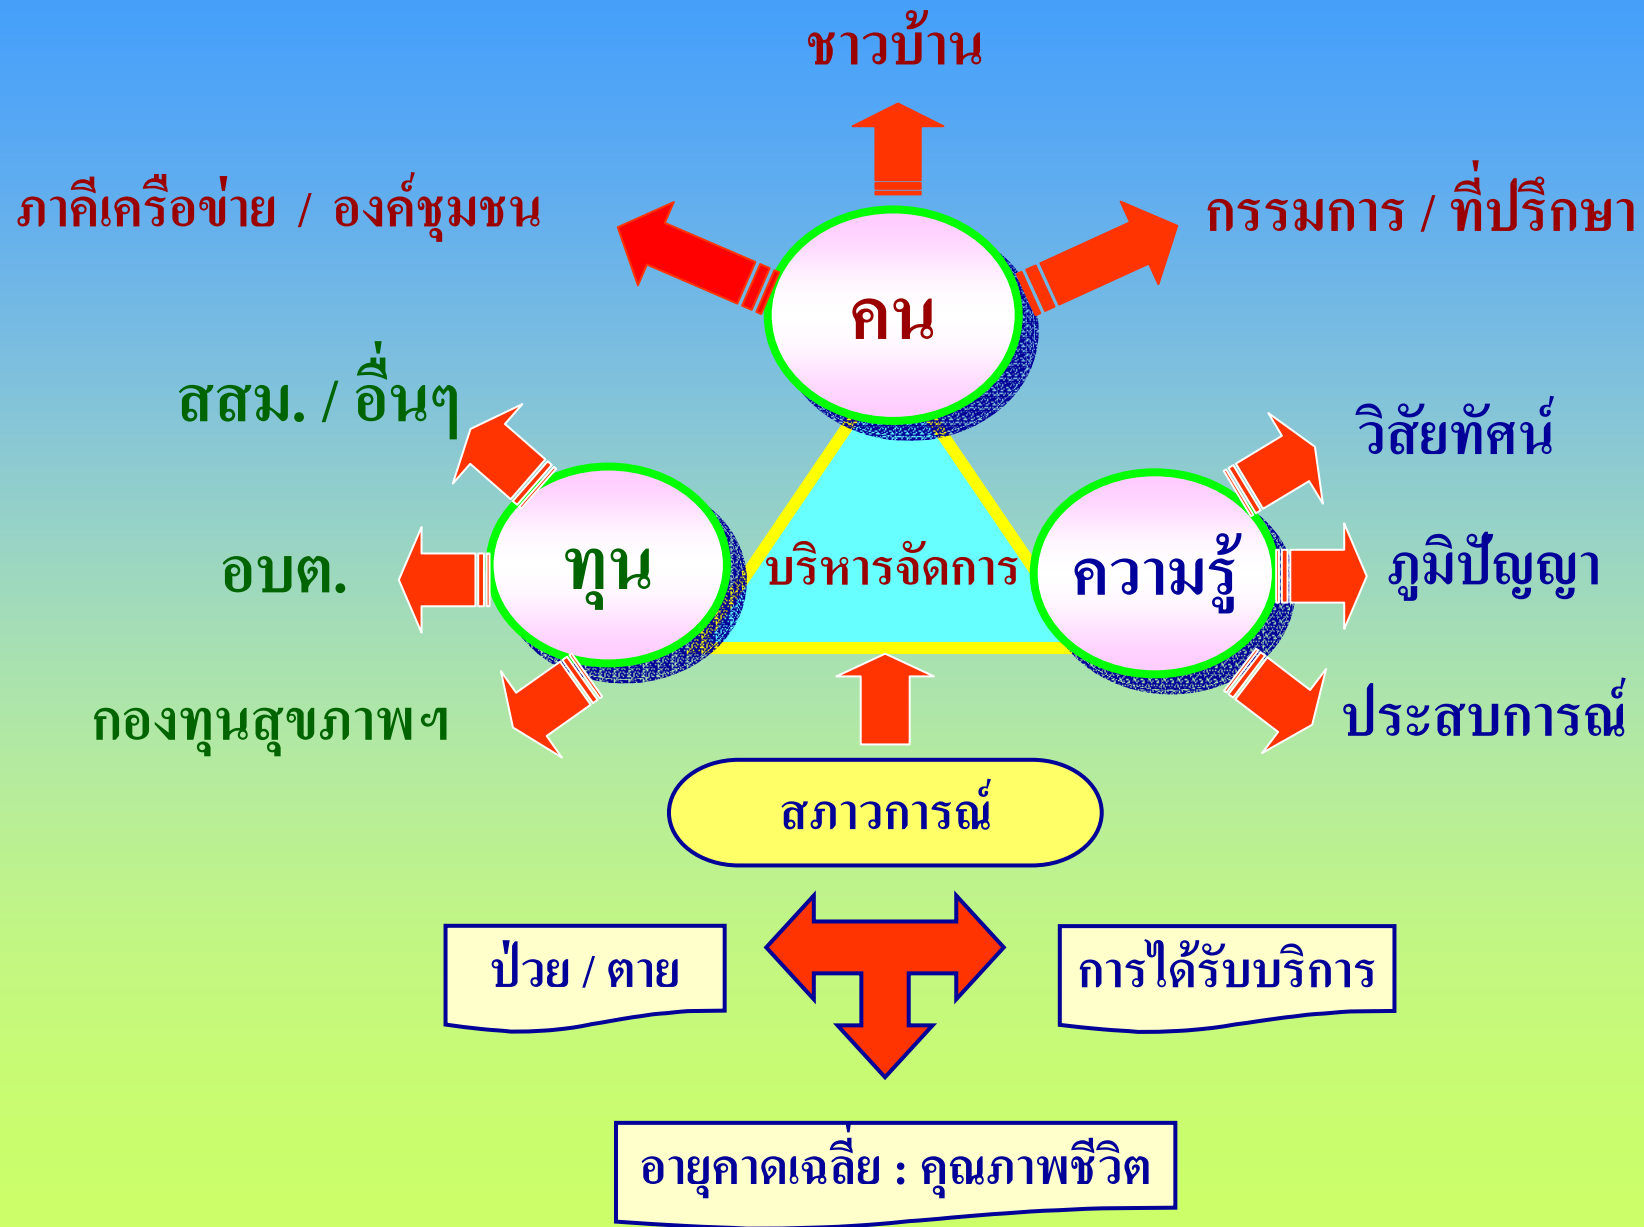 ชาวบ้าน
ภาคีเครือข่าย / องค์ชุมชน
กรรมการ / ที่ปรึกษา
คน
สสม. / อื่นๆ
วิสัยทัศน์
อบต.
ทุน
บริหารจัดการ
ความรู้
ภูมิปัญญา
กองทุนสุขภาพฯ
ประสบการณ์
สภาวการณ์
ป่วย / ตาย
การได้รับบริการ
อายุคาดเฉลี่ย : คุณภาพชีวิต